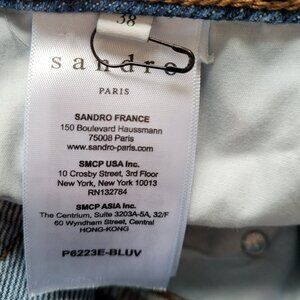 38
sandro
PARIS
SANDRO FRANCE
150 Boulevard Haussmann
75008 Paris
www.sandro-paris.com
SMCP USA Inc.
10 Crosby Street, 3rd Floor
New York, New York 10013
RN132784
SMCP ASIA Inc.
The Centrium, Suite 3203A-5A, 32/F
60 Wyndham Street, Central
HONG-KONG
P6223E-BLUV